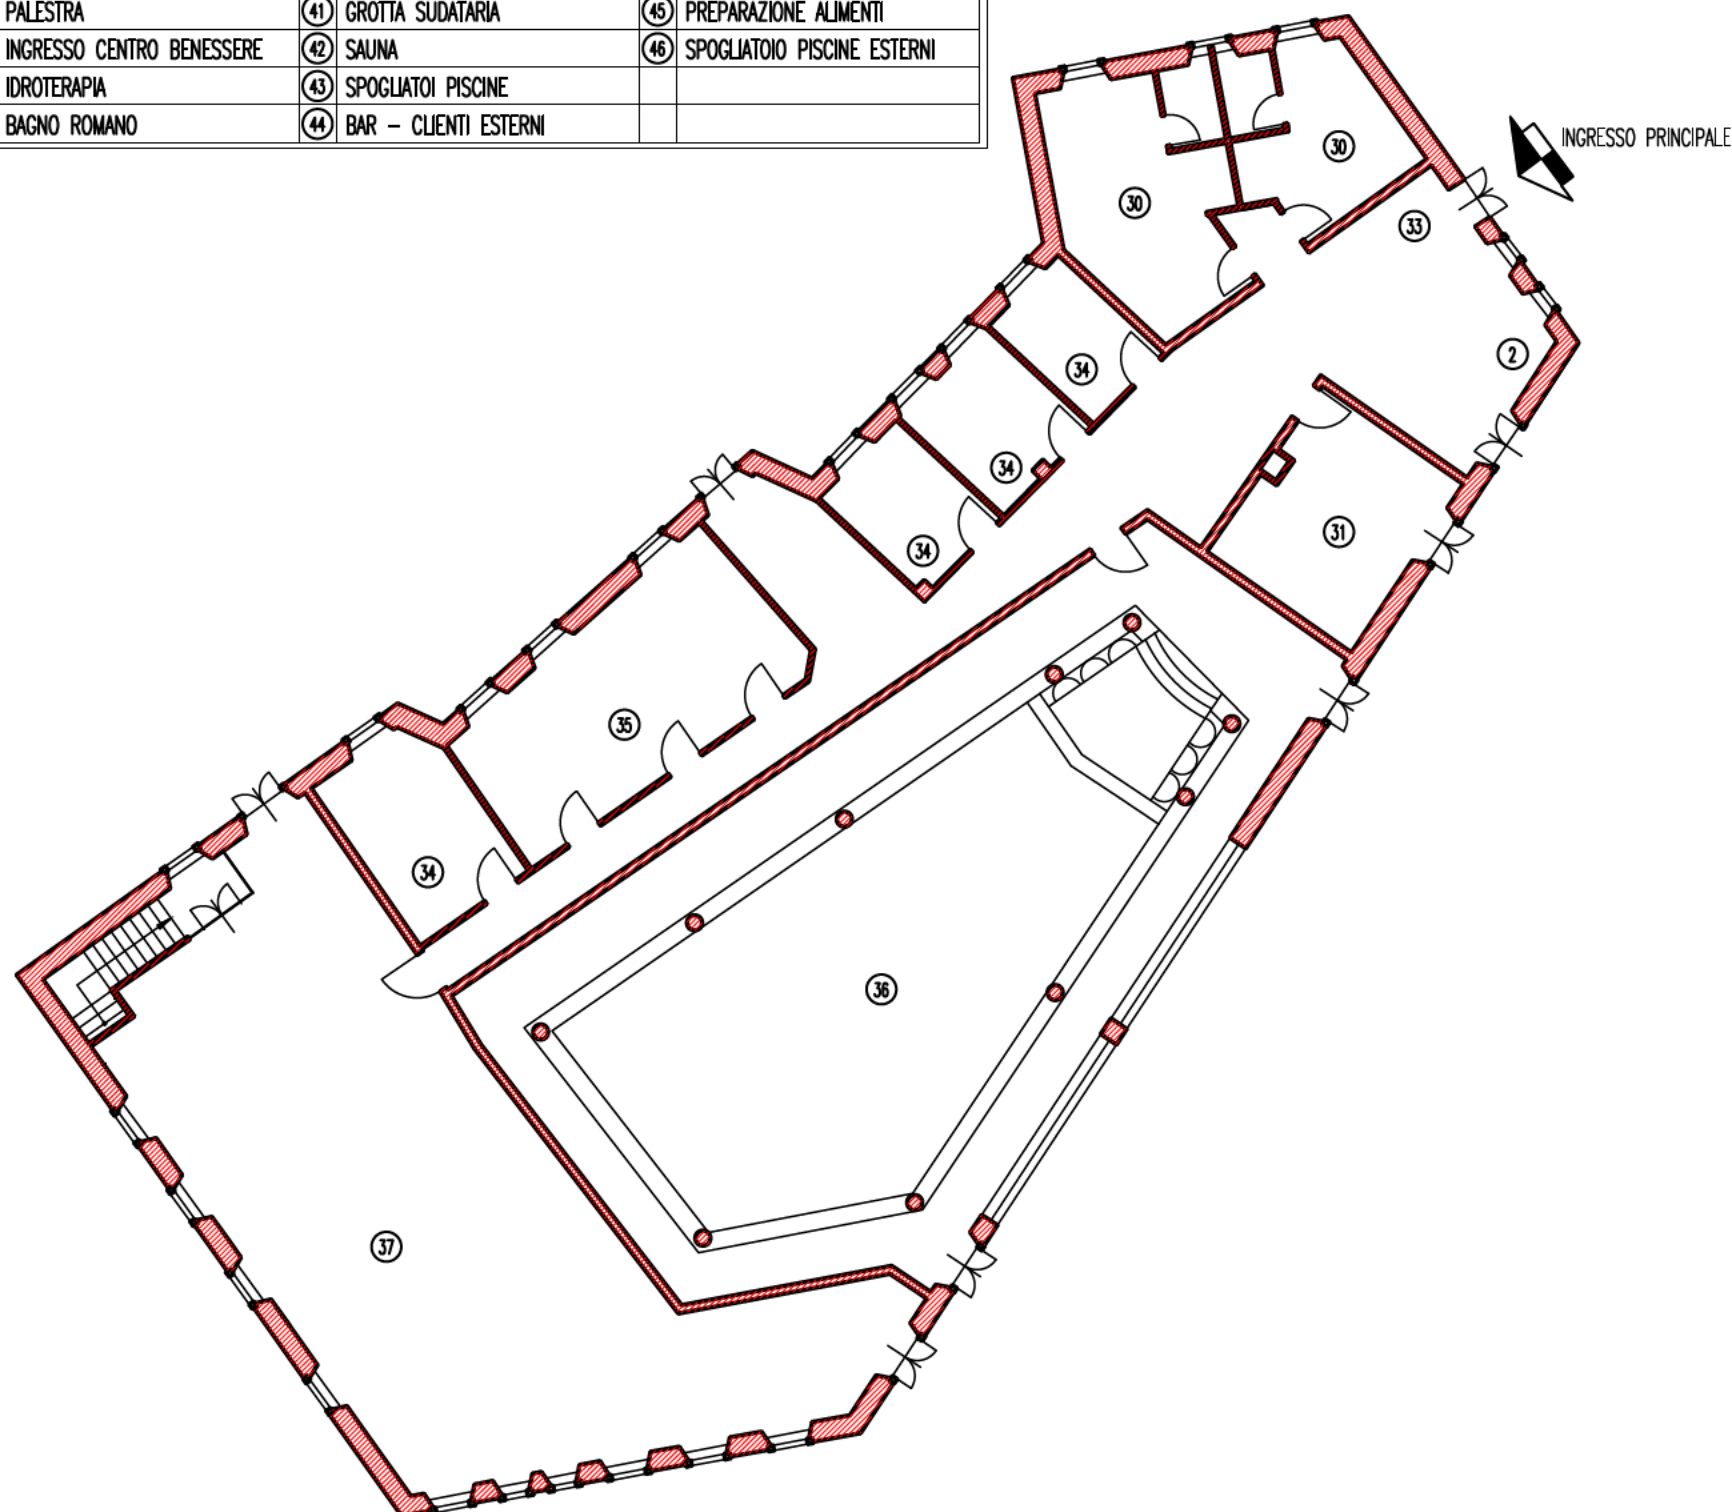 PALESTRA 41 GROTTA SUDATARIA 45 PREPARAZIONE ALIMENTI
INGRESSO CENTRO BENESSERE 42 SAUNA 46 SPOGLIATOIO PISCINE ESTERNI
IDROTERAPIA 43 SPOGLIATOI PISCINE
BAGNO ROMANO 44 BAR - CLIENTI ESTERNI
INGRESSO PRINCIPALE
30
30
33
2
34
34
31
34
35
34
36
37